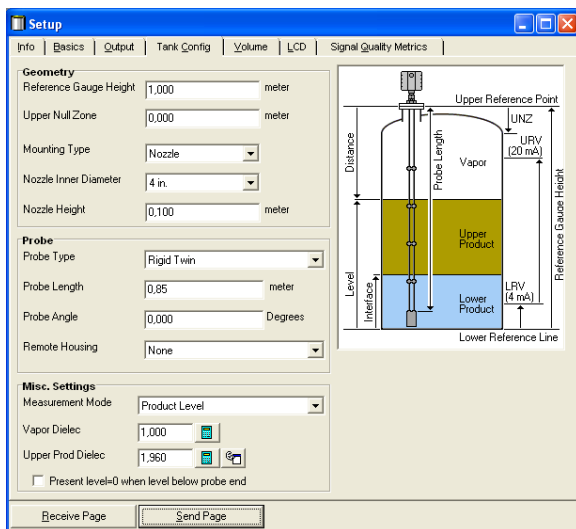 Setup
Info Basics Output Tank Config Volume LCD Signal Quality Metrics
Geometry
Reference Gauge Height 1,000 meter
Upper Null Zone 0,000 meter
Mounting Type Nozzle
Nozzle Inner Diameter 4 in.
Nozzle Height 0,100 meter
Probe
Probe Type Rigid Twin
Probe Length 0,85 meter
Probe Angle 0,000 Degrees
Remote Housing None
Misc. Settings
Measurement Mode Product Level
Vapor Dielec 1,000
Upper Prod Dielec 1,960
Present level=0 when level below probe end
Receive Page Send Page
Upper Reference Point
UNZ
URV
(20 mA)
Distance
Probe Length
Vapor
Reference Gauge Height
Upper
Product
Level
Interface
Lower
Product
LRV
(4 mA)
Lower Reference Line